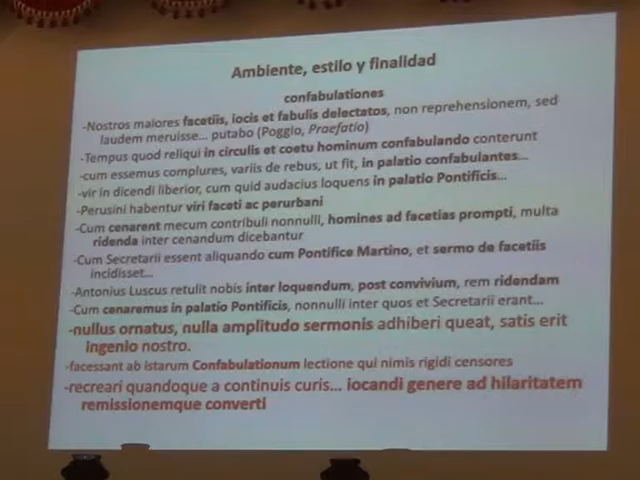 Ambiente, estilo y finalidad
confabulationes
-Nostros maiores facetiis, iocis et fabulis delectatos, non reprehensionem, sed
laudem meruisse... putabo (Poggio, Praefatio)
-Tempus quod reliqui in circulis et coetu hominum confabulando conterunt
-cum essemus complures, variis de rebus, ut fit, in palatio confabulantes...
-vir in dicendi liberior, cum quid audacius loquens in palatio Pontificis...
-Perusini habentur viri faceti ac perurbani
-Cum cenarent mecum contribuli nonnulli, homines ad facetias prompti, multa
ridenda inter cenandum dicebantur
-Cum Secretarii essent aliquando cum Pontifice Martino, et sermo de facetiis
incidisset...
-Antonius Luscus retulit nobis inter loquendum, post convivium, rem ridendam
-Cum cenaremus in palatio Pontificis, nonnulli inter quos et Secretarii erant...
-nullus ornatus, nulla amplitudo sermonis adhiberi queat, satis erit
ingenio nostro.
-facessant ab istarum Confabulationum lectione qui nimis rigidi censores
-recreari quandoque a continuis curis... iocandi genere ad hilaritatem
remissionemque converti